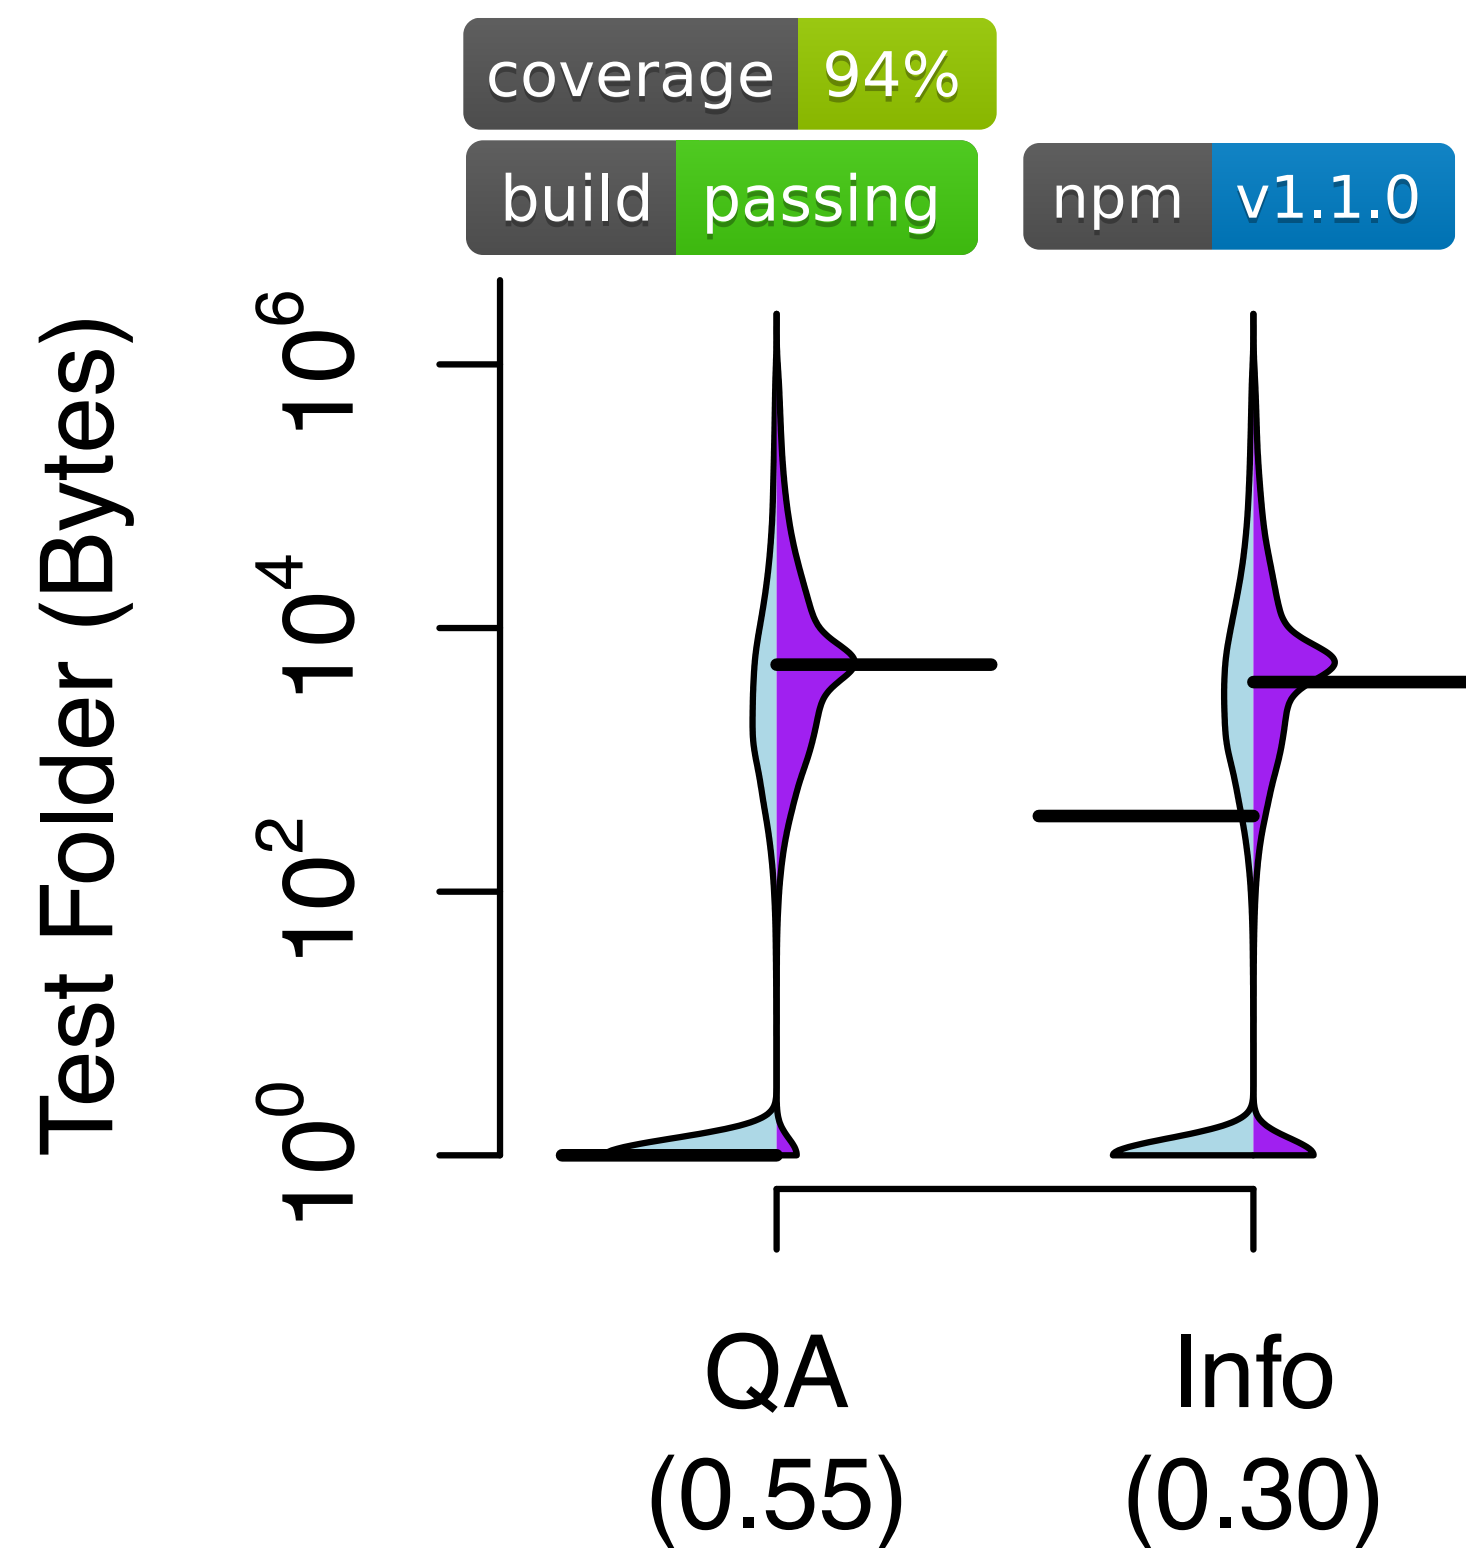 coverage 94%
build passing
npm v1.1.0
Test Folder (Bytes)
10^6
10^4
10^2
10^0
QA
(0.55)
Info
(0.30)